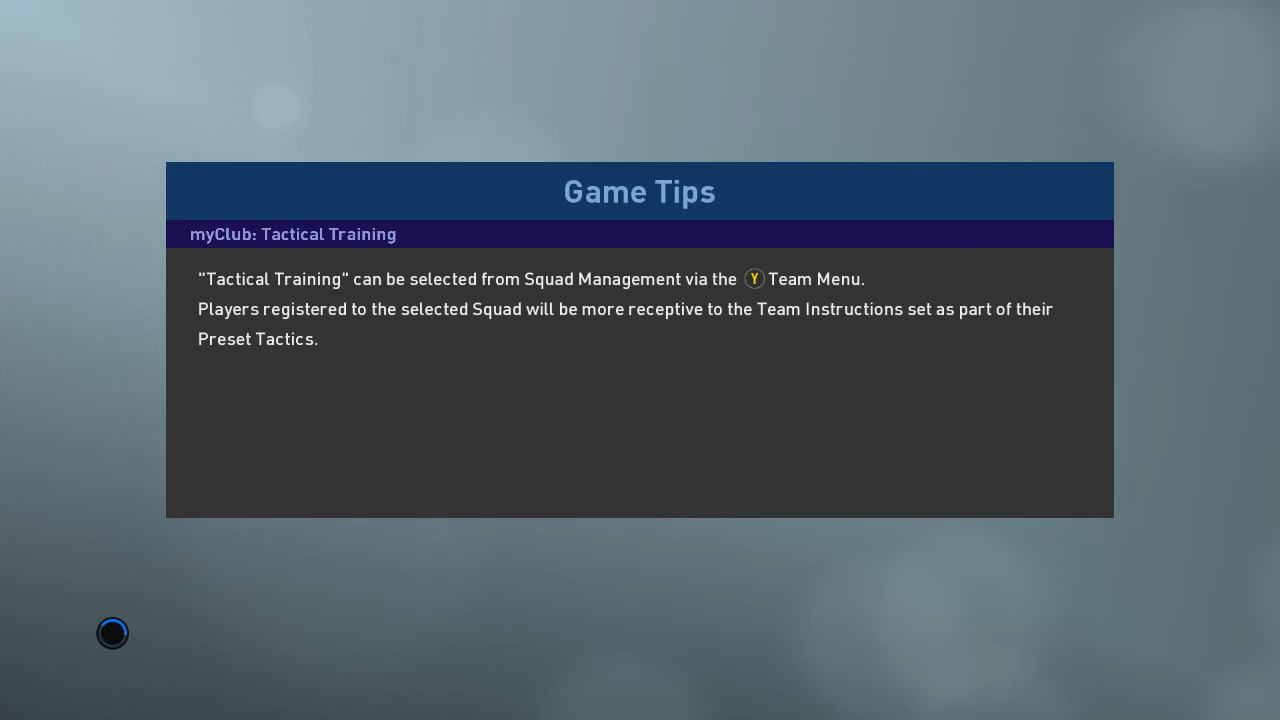 Game Tips
myClub: Tactical Training
"Tactical Training" can be selected from Squad Management via the Y Team Menu.
Players registered to the selected Squad will be more receptive to the Team Instructions set as part of their
Preset Tactics.